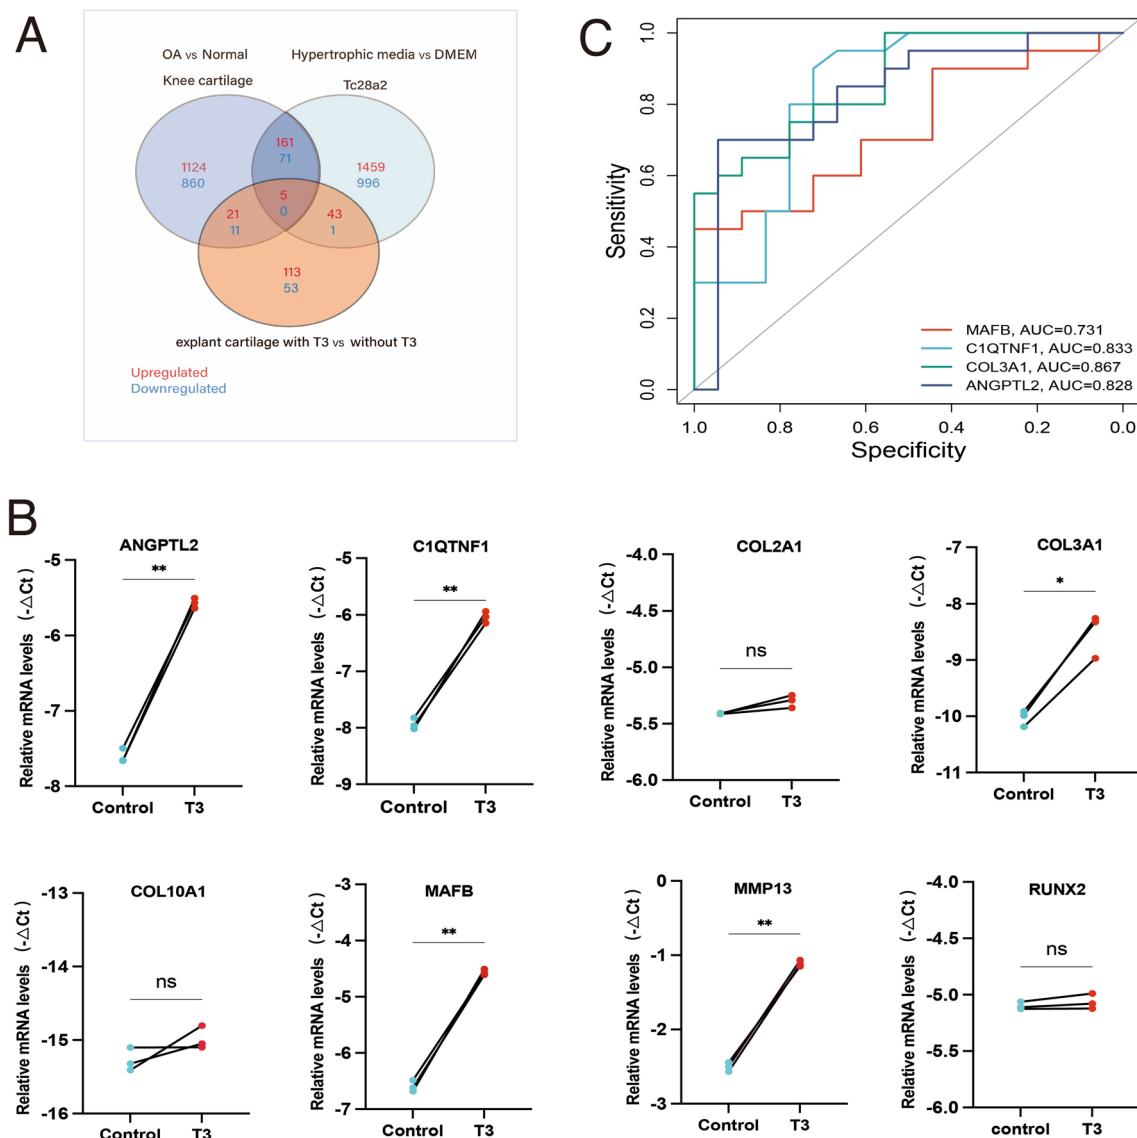 A
OA vs Normal
Hypertrophic media vs DMEM
Knee cartilage
Tc28a2
161
71
1124
860
1459
996
5
0
21
11
43
1
113
53
explant cartilage with T3 vs without T3
Upregulated
Downregulated
C
Sensitivity
1.0
0.8
0.6
0.4
0.2
0.0
MAFB, AUC=0.731
C1QTNF1, AUC=0.833
COL3A1, AUC=0.867
ANGPTL2, AUC=0.828
1.0
0.8
0.6
0.4
0.2
0.0
Specificity
B
ANGPTL2
Relative mRNA levels (-△Ct)
-5
-6
-7
-8
**
Control
T3
C1QTNF1
Relative mRNA levels (-△Ct)
-5
-6
-7
-8
-9
**
Control
T3
COL2A1
Relative mRNA levels (-△Ct)
-4.0
-4.5
-5.0
-5.5
-6.0
ns
Control
T3
COL3A1
Relative mRNA levels (-△Ct)
-7
-8
-9
-10
-11
*
Control
T3
COL10A1
Relative mRNA levels (-△Ct)
-13
-14
-15
-16
ns
control
T3
MAFB
Relative mRNA levels (-△Ct)
-3
-4
-5
-6
-7
**
Control
T3
MMP13
Relative mRNA levels (-△Ct)
0
-1
-2
-3
**
Control
T3
RUNX2
Relative mRNA levels (-△Ct)
-4.0
-4.5
-5.0
-5.5
-6.0
ns
control
T3